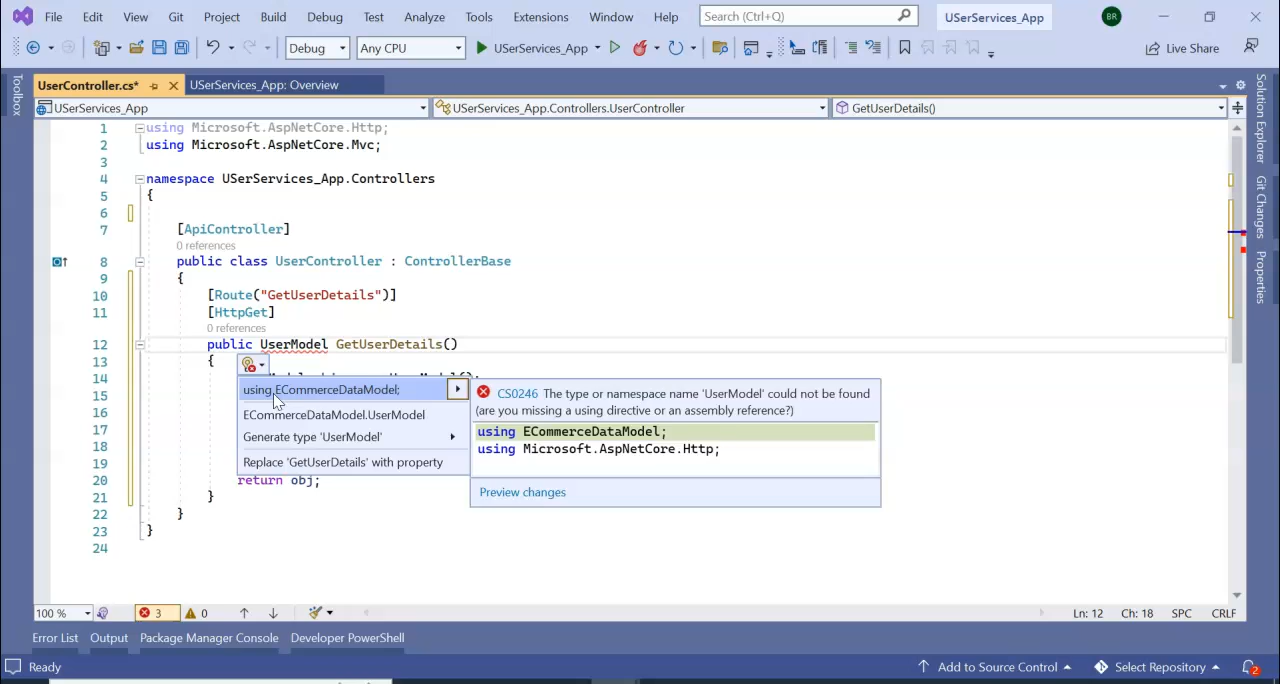 File Edit View Git Project Build Debug Test Analyze Tools Extensions Window Help Search (Ctrl+Q) USerServices_App BR
Debug Any CPU USerServices_App Live Share
Toolbox
UserController.cs* USerServices_App: Overview
USerServices_App USerServices_App.Controllers.UserController GetUserDetails()
1 using Microsoft.AspNetCore.Http;
2 using Microsoft.AspNetCore.Mvc;
3
4 namespace USerServices_App.Controllers
5 {
6
7 [ApiController]
0 references
8 public class UserController : ControllerBase
9 {
10 [Route("GetUserDetails")]
11 [HttpGet]
0 references
12 public UserModel GetUserDetails()
13 {
14
15
16
17
18
19
20 return obj;
21 }
22 }
23 }
24
using ECommerceDataModel;
ECommerceDataModel.UserModel
Generate type 'UserModel'
Replace 'GetUserDetails' with property
CS0246 The type or namespace name 'UserModel' could not be found
(are you missing a using directive or an assembly reference?)
using ECommerceDataModel;
using Microsoft.AspNetCore.Http;
Preview changes
Solution Explorer
Git Changes
Properties
100 % 3 0 Ln: 12 Ch: 18 SPC CRLF
Error List Output Package Manager Console Developer PowerShell
Ready Add to Source Control Select Repository 2